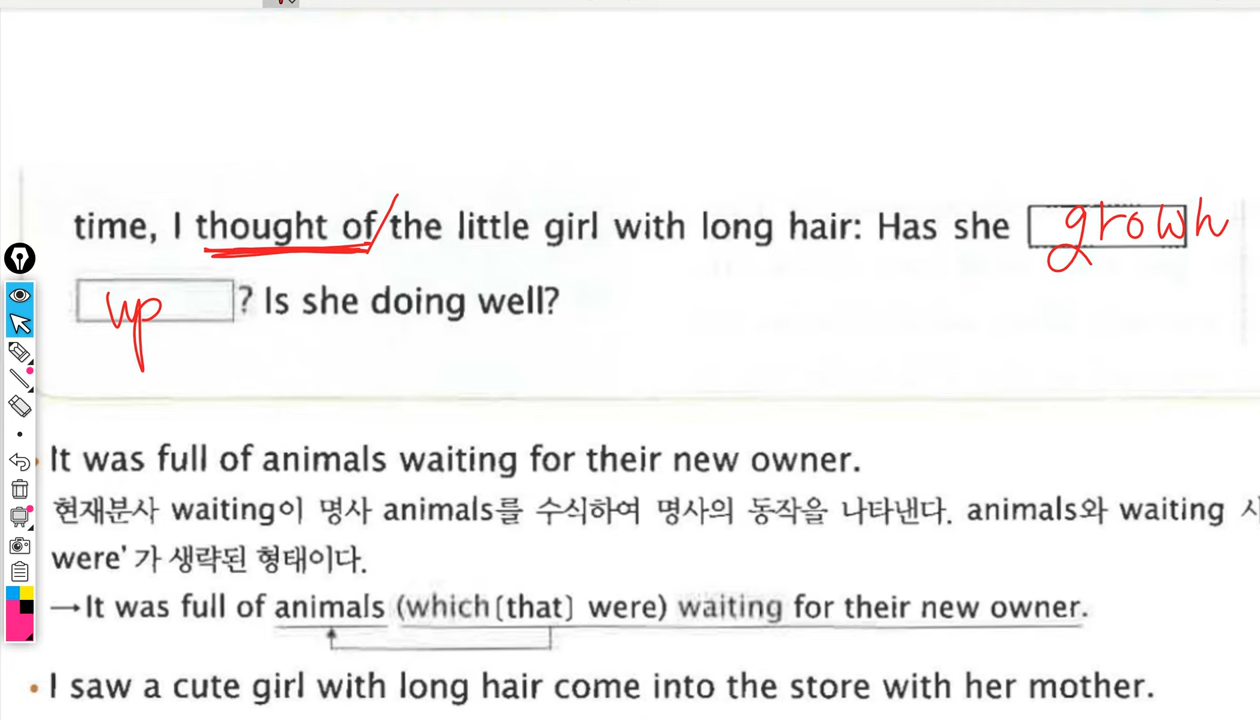 time, I thought of the little girl with long hair: Has she grown
up ? Is she doing well?
It was full of animals waiting for their new owner.
현재분사 waiting이 명사 animals를 수식하여 명사의 동작을 나타낸다. animals와 waiting 사
were'가 생략된 형태이다.
→ It was full of animals (which[that] were) waiting for their new owner.
• I saw a cute girl with long hair come into the store with her mother.